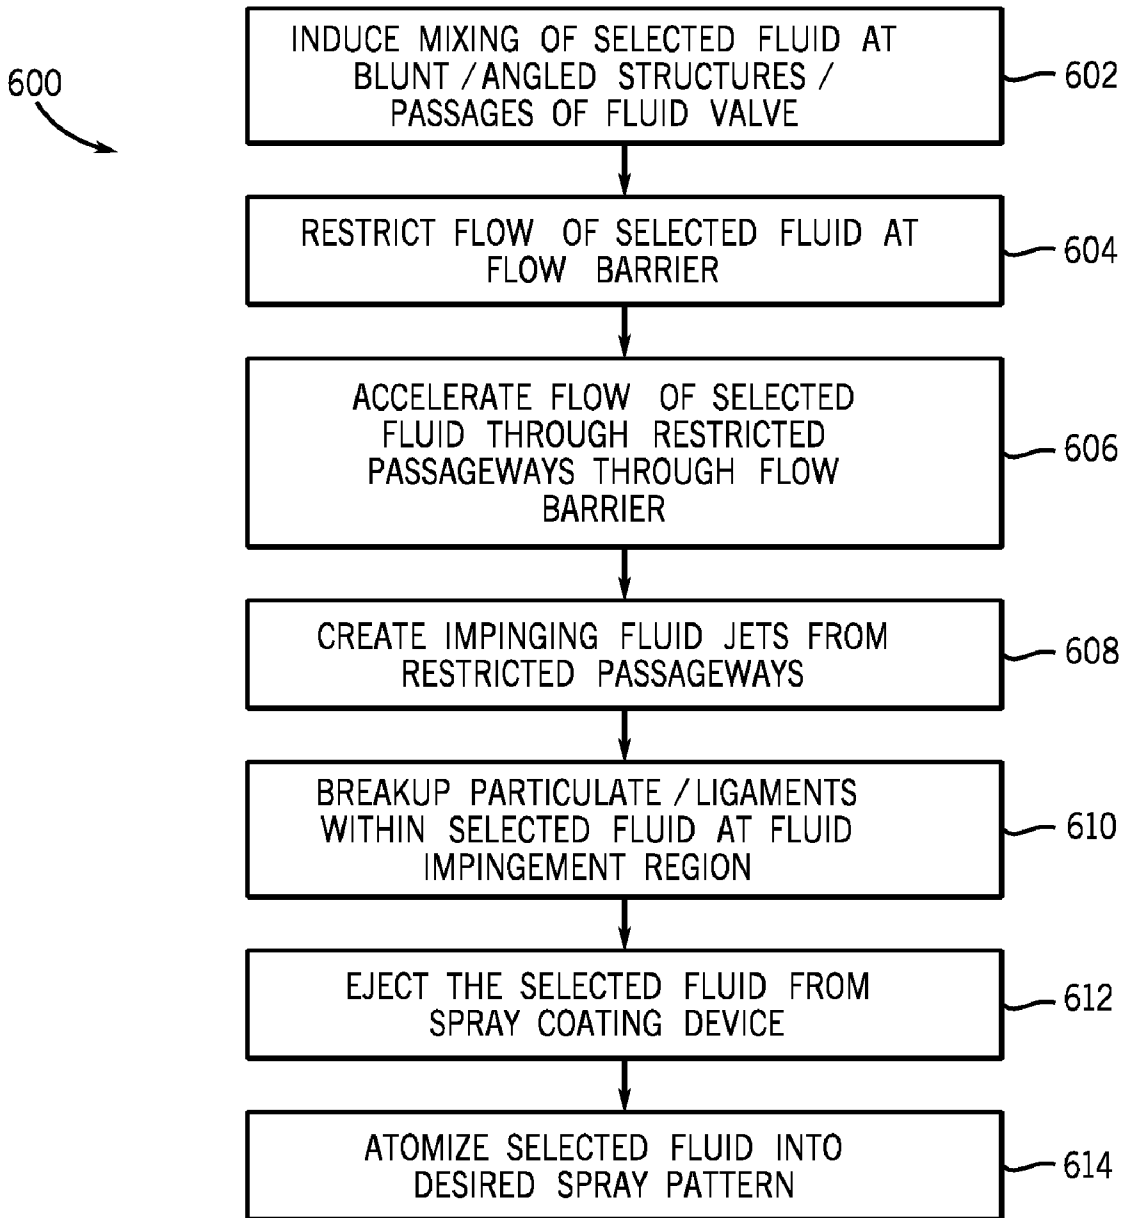 600
INDUCE MIXING OF SELECTED FLUID AT
BLUNT / ANGLED STRUCTURES /
PASSAGES OF FLUID VALVE
602
RESTRICT FLOW OF SELECTED FLUID AT
FLOW BARRIER
604
ACCELERATE FLOW OF SELECTED
FLUID THROUGH RESTRICTED
PASSAGEWAYS THROUGH FLOW
BARRIER
606
CREATE IMPINGING FLUID JETS FROM
RESTRICTED PASSAGEWAYS
608
BREAKUP PARTICULATE / LIGAMENTS
WITHIN SELECTED FLUID AT FLUID
IMPINGEMENT REGION
610
EJECT THE SELECTED FLUID FROM
SPRAY COATING DEVICE
612
ATOMIZE SELECTED FLUID INTO
DESIRED SPRAY PATTERN
614